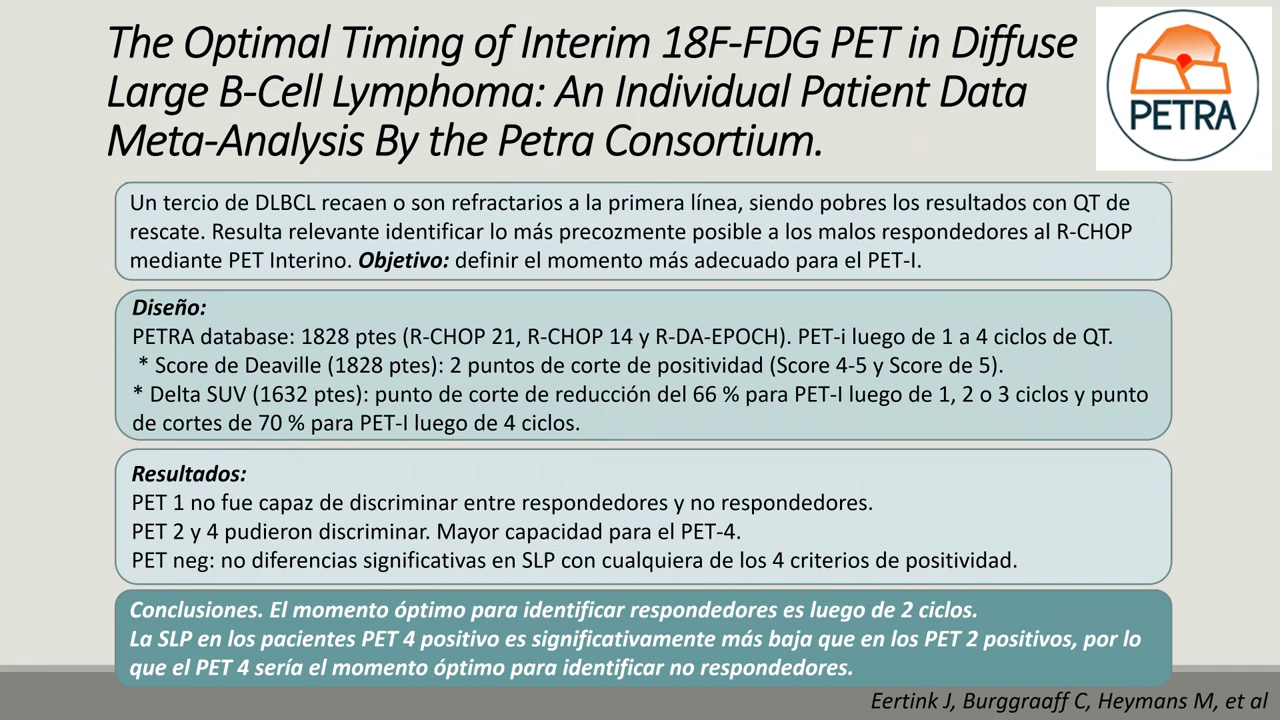 The Optimal Timing of Interim 18F-FDG PET in Diffuse
Large B-Cell Lymphoma: An Individual Patient Data
Meta-Analysis By the Petra Consortium.
PETRA
Un tercio de DLBCL recaen o son refractarios a la primera línea, siendo pobres los resultados con QT de
rescate. Resulta relevante identificar lo más precozmente posible a los malos respondedores al R-CHOP
mediante PET Interino. Objetivo: definir el momento más adecuado para el PET-I.
Diseño:
PETRA database: 1828 ptes (R-CHOP 21, R-CHOP 14 y R-DA-EPOCH). PET-i luego de 1 a 4 ciclos de QT.
* Score de Deaville (1828 ptes): 2 puntos de corte de positividad (Score 4-5 y Score de 5).
* Delta SUV (1632 ptes): punto de corte de reducción del 66 % para PET-I luego de 1, 2 o 3 ciclos y punto
de cortes de 70 % para PET-I luego de 4 ciclos.
Resultados:
PET 1 no fue capaz de discriminar entre respondedores y no respondedores.
PET 2 y 4 pudieron discriminar. Mayor capacidad para el PET-4.
PET neg: no diferencias significativas en SLP con cualquiera de los 4 criterios de positividad.
Conclusiones. El momento óptimo para identificar respondedores es luego de 2 ciclos.
La SLP en los pacientes PET 4 positivo es significativamente más baja que en los PET 2 positivos, por lo
que el PET 4 sería el momento óptimo para identificar no respondedores.
Eertink J, Burggraaff C, Heymans M, et al